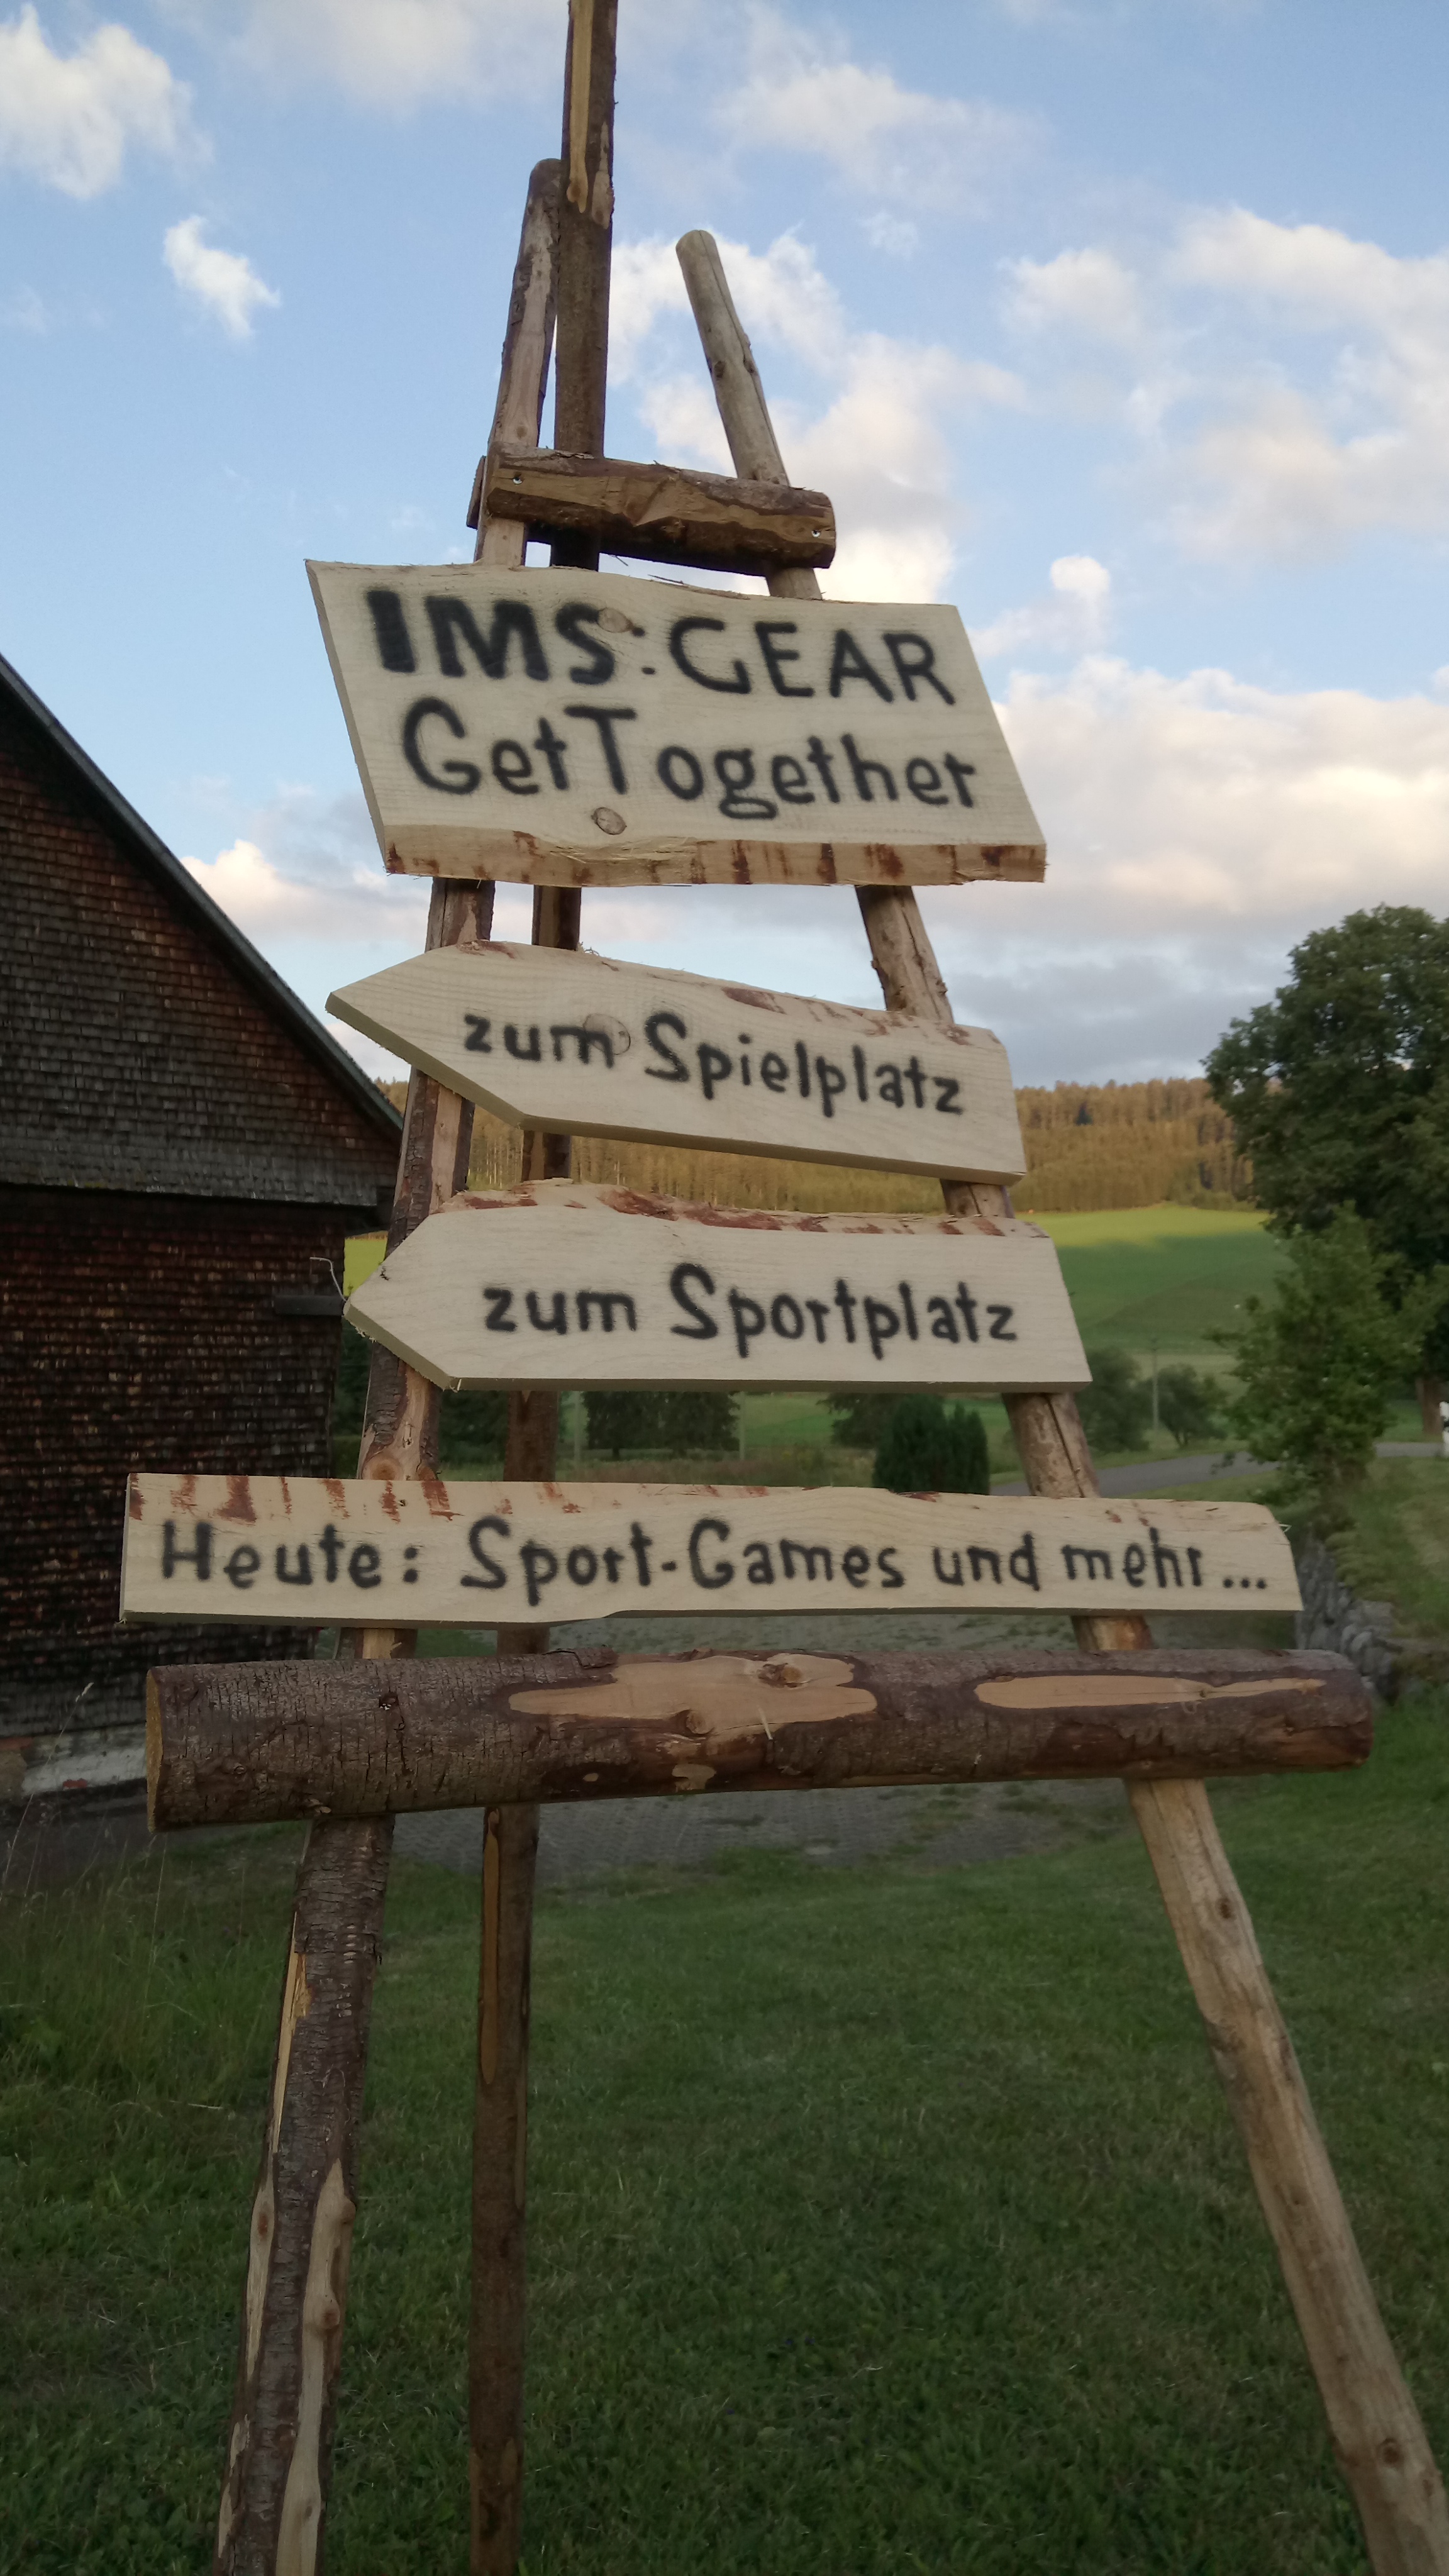 IMS:GEAR
GetTogether
zum Spielplatz
zum Sportplatz
Heute: Sport-Games und mehr...